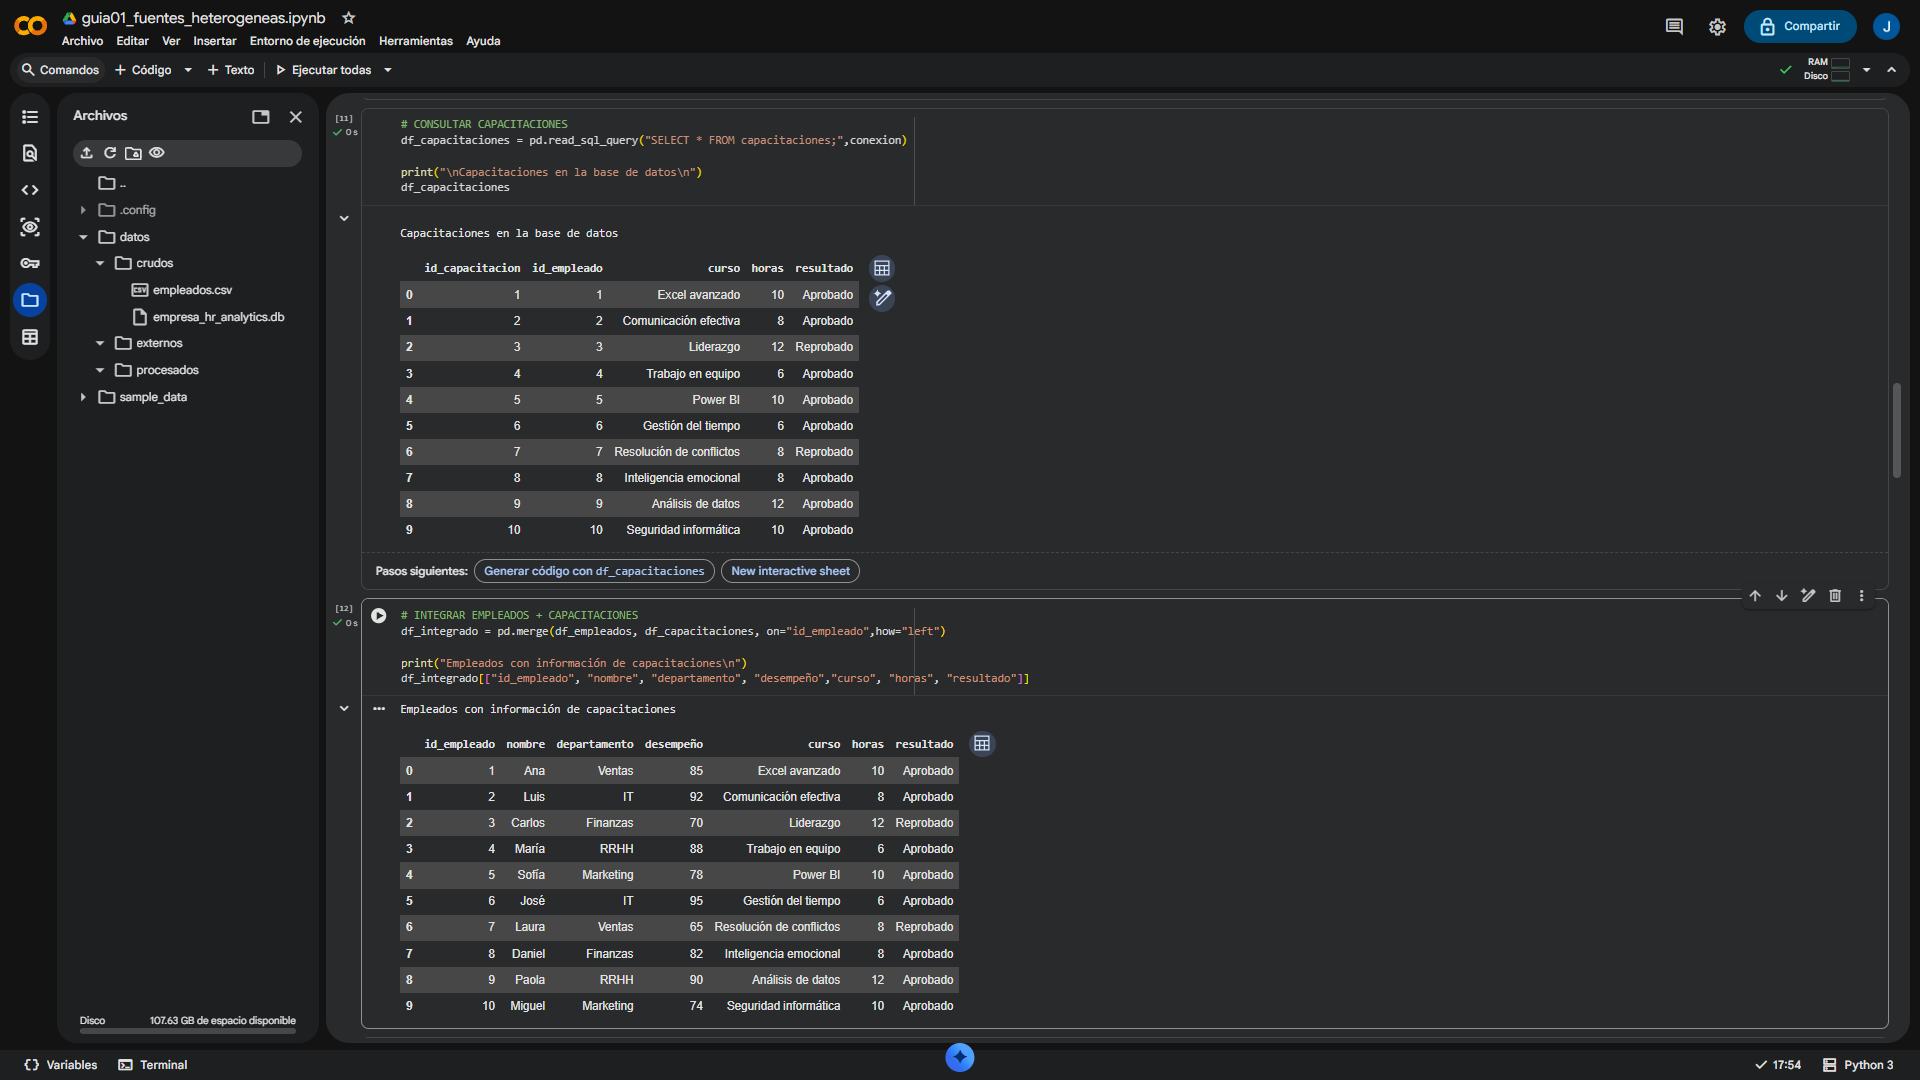 guia01_fuentes_heterogeneas.ipynb
Archivo Editar Ver Insertar Entorno de ejecución Herramientas Ayuda
Compartir
J
Comandos + Código + Texto Ejecutar todas
RAM
Disco
Archivos
..
.config
datos
crudos
CSV empleados.csv
empresa_hr_analytics.db
externos
procesados
sample_data
Disco 107.63 GB de espacio disponible
[11]
0 s
# CONSULTAR CAPACITACIONES
df_capacitaciones = pd.read_sql_query("SELECT * FROM capacitaciones;",conexion)
print("\nCapacitaciones en la base de datos\n")
df_capacitaciones
Capacitaciones en la base de datos
id_capacitacion id_empleado curso horas resultado
0 1 1 Excel avanzado 10 Aprobado
1 2 2 Comunicación efectiva 8 Aprobado
2 3 3 Liderazgo 12 Reprobado
3 4 4 Trabajo en equipo 6 Aprobado
4 5 5 Power BI 10 Aprobado
5 6 6 Gestión del tiempo 6 Aprobado
6 7 7 Resolución de conflictos 8 Reprobado
7 8 8 Inteligencia emocional 8 Aprobado
8 9 9 Análisis de datos 12 Aprobado
9 10 10 Seguridad informática 10 Aprobado
Pasos siguientes: Generar código con df_capacitaciones New interactive sheet
[12]
0 s
# INTEGRAR EMPLEADOS + CAPACITACIONES
df_integrado = pd.merge(df_empleados, df_capacitaciones, on="id_empleado",how="left")
print("Empleados con información de capacitaciones\n")
df_integrado[["id_empleado", "nombre", "departamento", "desempeño","curso", "horas", "resultado"]]
Empleados con información de capacitaciones
id_empleado nombre departamento desempeño curso horas resultado
0 1 Ana Ventas 85 Excel avanzado 10 Aprobado
1 2 Luis IT 92 Comunicación efectiva 8 Aprobado
2 3 Carlos Finanzas 70 Liderazgo 12 Reprobado
3 4 María RRHH 88 Trabajo en equipo 6 Aprobado
4 5 Sofía Marketing 78 Power BI 10 Aprobado
5 6 José IT 95 Gestión del tiempo 6 Aprobado
6 7 Laura Ventas 65 Resolución de conflictos 8 Reprobado
7 8 Daniel Finanzas 82 Inteligencia emocional 8 Aprobado
8 9 Paola RRHH 90 Análisis de datos 12 Aprobado
9 10 Miguel Marketing 74 Seguridad informática 10 Aprobado
Variables Terminal
17:54 Python 3